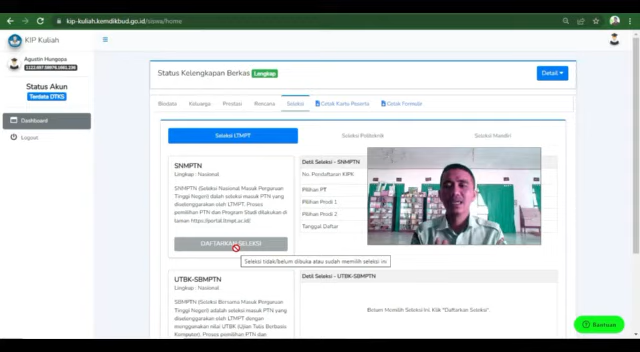 kip-kuliah.kemdikbud.go.id/siswa/home
KIP Kuliah
Agustin Hungopa
Status Akun
Terdata DTKS
Dashboard
Logout
Status Kelengkapan Berkas Lengkap
Detail
Biodata Keluarga Prestasi Rencana Seleksi Cetak Kartu Peserta Cetak Formulir
Seleksi LTMPT Seleksi Politeknik Seleksi Mandiri
SNMPTN
Lingkup : Nasional
SNMPTN (Seleksi Nasional Masuk Perguruan
Tinggi Negeri) dalah seleksi masuk PTN yang
diselenggarakan oleh LTMPT. Proses
pemilihan PTN dan Program Studi dilakukan di
laman https://portal.ltmpt.ac.id/
DAFTARKAN SELEKSI
Detil Seleksi - SNMPTN
No. Pendaftaran KIPK
Pilihan PT
Pilihan Prodi 1
Pilihan Prodi 2
Tanggal Daftar
Seleksi tidak/belum dibuka atau sudah memilih seleksi ini
UTBK-SBMPTN
Lingkup : Nasional
SBMPTN (Seleksi Bersama Masuk Perguruan
Tinggi Negeri) adalah seleksi masuk PTN yang
diselenggarakan oleh LTMPT dengan
menggunakan nilai UTBK (Ujian Tulis Berbasis
Komputer). Proses pemilihan PTN dan
Detil Seleksi - UTBK-SBMPTN
Belum Memilih Seleksi Ini. Klik "Daftarkan Seleksi".
Bantuan